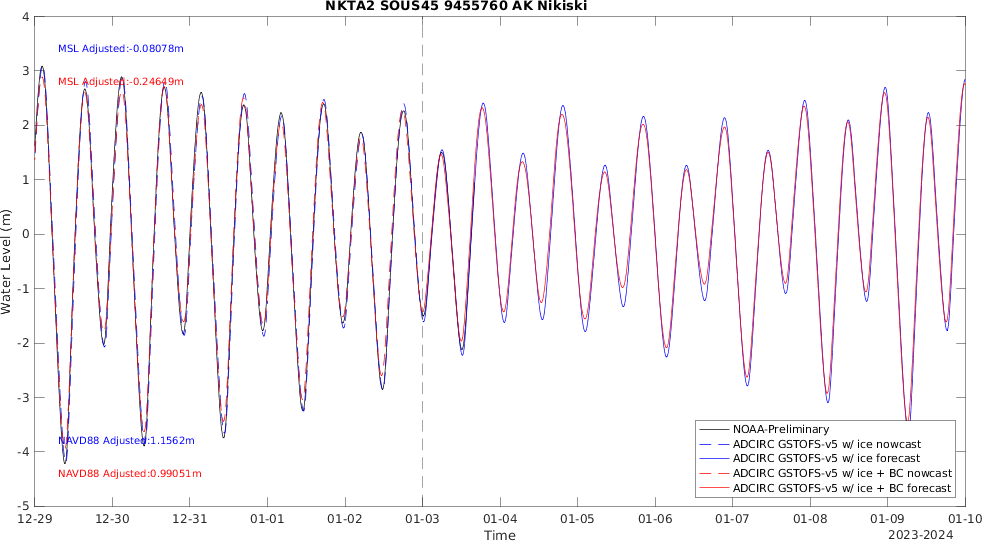 NKTA2 SOUS45 9455760 AK Nikiski
MSL Adjusted:-0.08078m
MSL Adjusted:-0.24649m
NAVD88 Adjusted:1.1562m
NAVD88 Adjusted:0.99051m
Water Level (m)
4
3
2
1
0
-1
-2
-3
-4
-5
NOAA-Preliminary
ADCIRC GSTOFS-v5 w/ ice nowcast
ADCIRC GSTOFS-v5 w/ ice forecast
ADCIRC GSTOFS-v5 w/ ice + BC nowcast
ADCIRC GSTOFS-v5 w/ ice + BC forecast
12-29 12-30 12-31 01-01 01-02 01-03 01-04 01-05 01-06 01-07 01-08 01-09 01-10
Time
2023-2024